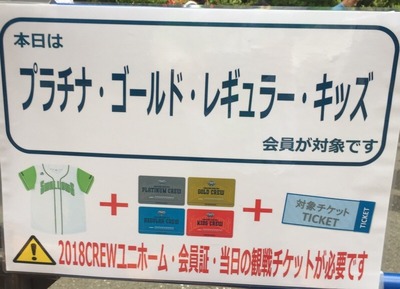 本日は
プラチナ・ゴールド・レギュラー・キッズ
会員が対象です
PLATINUM CREW
GOLD CREW
REGULAR CREW
KIDS CREW
対象チケット
TICKET
TICKET
2018CREWユニホーム・会員証・当日の観戦チケットが必要です